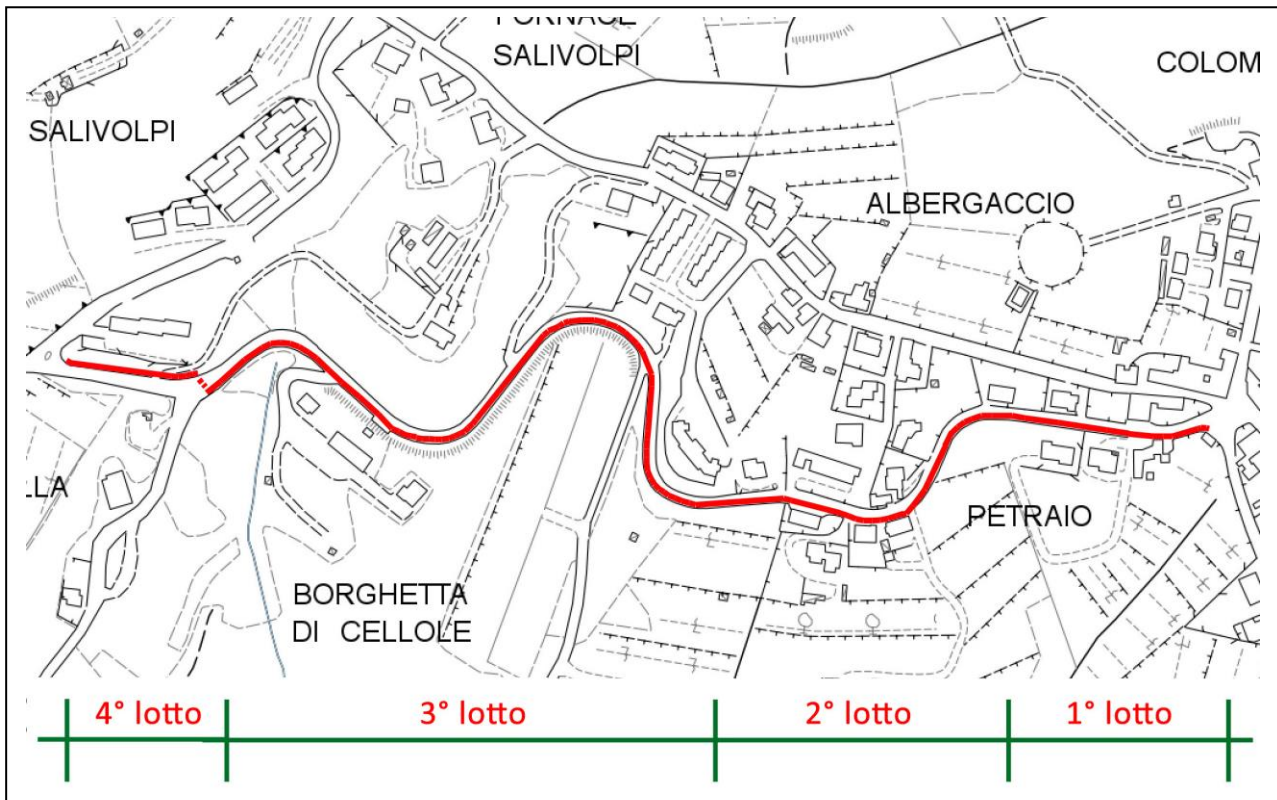 SALIVOLPI
COLOM
SALIVOLPI
ALBERGACCIO
LLA
PETRAIO
BORGHETTA
DI CELLOLE
4° lotto
3° lotto
2° lotto
1° lotto